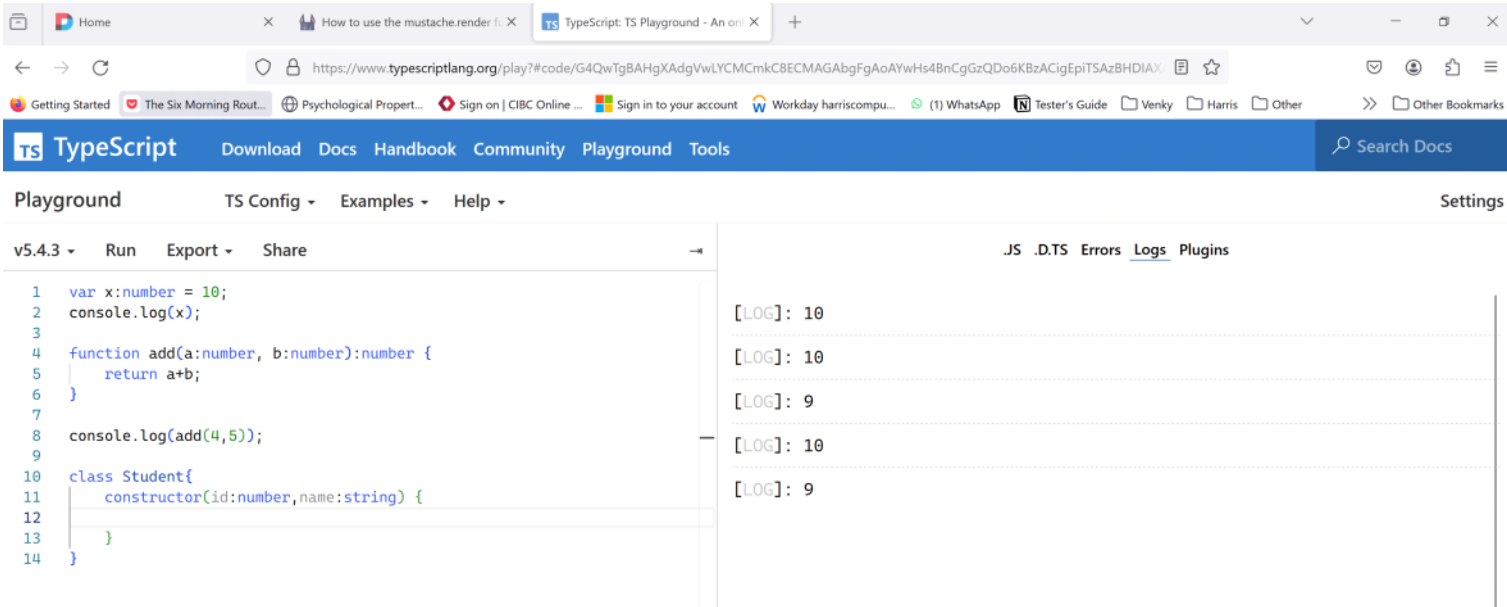 Home
How to use the mustache.render fu
TypeScript: TS Playground - An onl
https://www.typescriptlang.org/play?#code/G4QwTgBAHgXAdgVwLYCMCmkC8ECMAGAbgFgAoAYwHs4BnCgGzQDo6KBzACigEpiTSAzBHDIAX
Getting Started
The Six Morning Rout...
Psychological Propert...
Sign on | CIBC Online ...
Sign in to your account
Workday harriscompu...
(1) WhatsApp
Tester's Guide
Venky
Harris
Other
Other Bookmarks
TS TypeScript
Download Docs Handbook Community Playground Tools
Search Docs
Playground
TS Config Examples Help
Settings
v5.4.3 Run Export Share
.JS .D.TS Errors Logs Plugins
1 var x:number = 10;
2 console.log(x);
3
4 function add(a:number, b:number):number {
5 return a+b;
6 }
7
8 console.log(add(4,5));
9
10 class Student{
11 constructor(id:number,name:string) {
12
13 }
14 }
[LOG]: 10
[LOG]: 10
[LOG]: 9
[LOG]: 10
[LOG]: 9